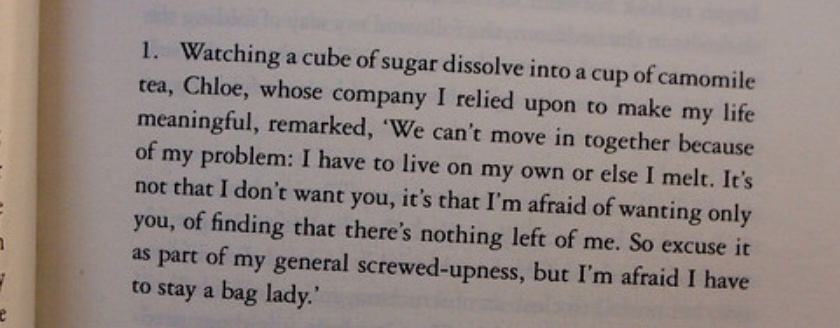 1. Watching a cube of sugar dissolve into a cup of camomile
tea, Chloe, whose company I relied upon to make my life
meaningful, remarked, ‘We can’t move in together because
of my problem: I have to live on my own or else I melt. It’s
not that I don’t want you, it’s that I’m afraid of wanting only
you, of finding that there’s nothing left of me. So excuse it
as part of my general screwed-upness, but I’m afraid I have
to stay a bag lady.’